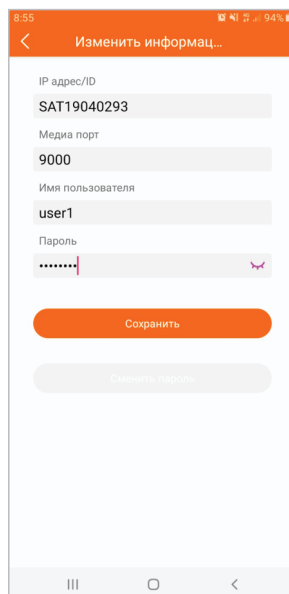 8:55 94%
Изменить информац...
IP адрес/ID
SAT19040293
Медиа порт
9000
Имя пользователя
user1
Пароль
••••••••
Сохранить
Сменить пароль